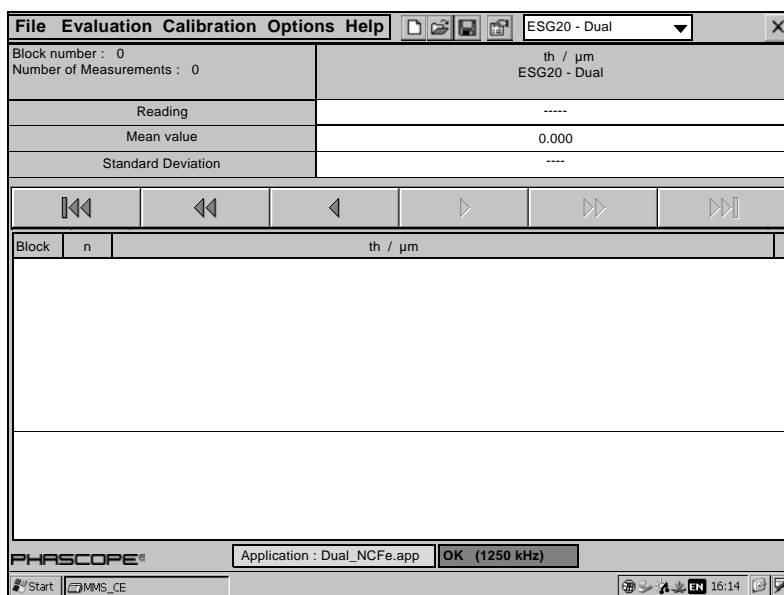 File Evaluation Calibration Options Help ESG20 - Dual
Block number : 0
Number of Measurements : 0
th / µm
ESG20 - Dual
Reading -----
Mean value 0.000
Standard Deviation ----
Block n th / µm
PHASCOPE®
Application : Dual_NCFe.app OK (1250 kHz)
Start MMS_CE EN 16:14